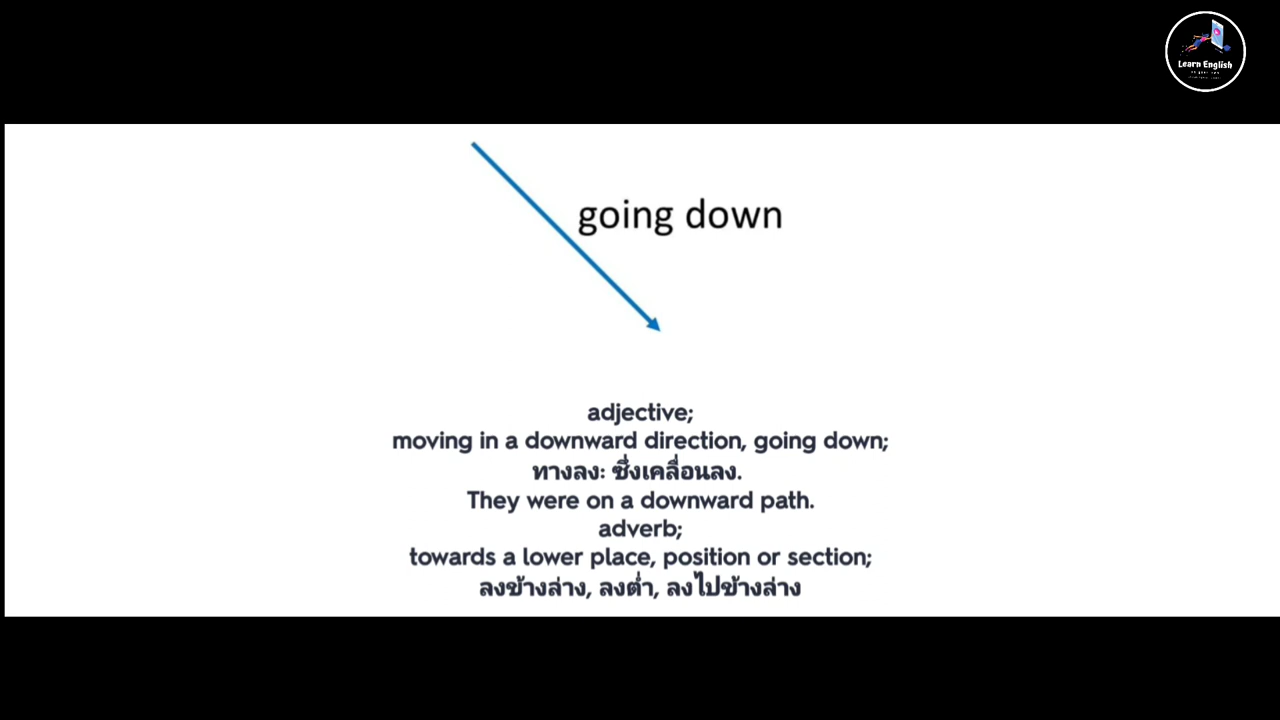 Learn English
going down
adjective;
moving in a downward direction, going down;
ทางลง: ซึ่งเคลื่อนลง.
They were on a downward path.
adverb;
towards a lower place, position or section;
ลงข้างล่าง, ลงต่ำ, ลงไปข้างล่าง